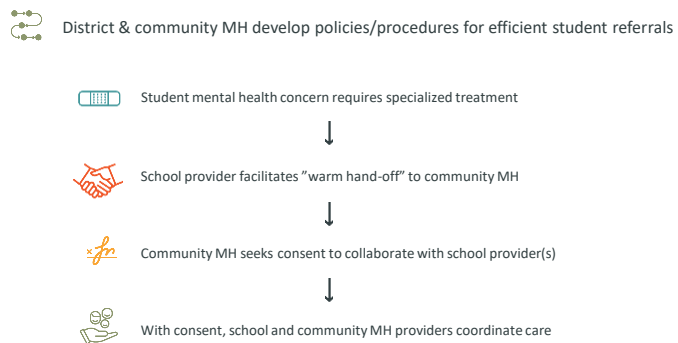 District & community MH develop policies/procedures for efficient student referrals
Student mental health concern requires specialized treatment
School provider facilitates ”warm hand-off” to community MH
Community MH seeks consent to collaborate with school provider(s)
With consent, school and community MH providers coordinate care